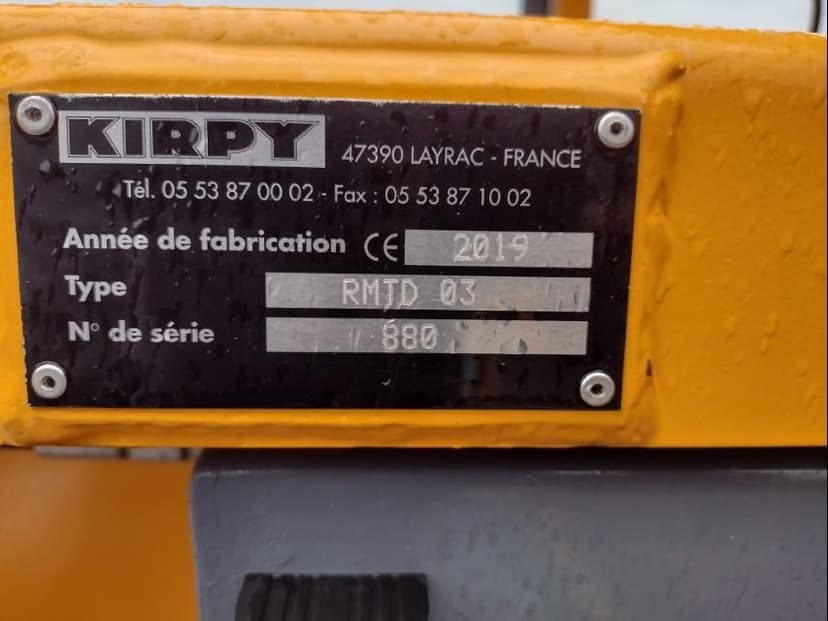 KIRPY 47390 LAYRAC - FRANCE
Tél. 05 53 87 00 02 - Fax : 05 53 87 10 02
Année de fabrication CE 2019
Type RMTD 03
N° de série 880